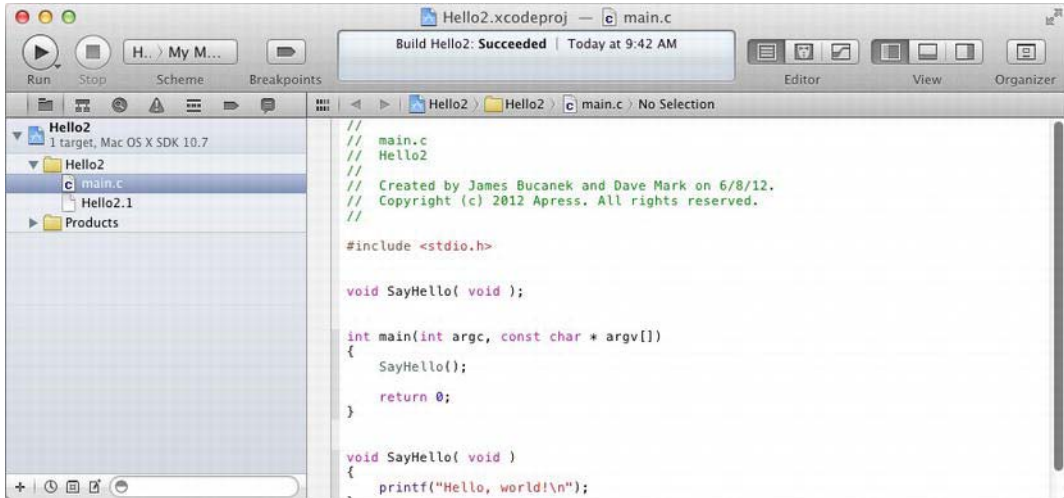 Hello2.xcodeproj — c main.c
Run
Stop
H.. 〉 My M...
Scheme
Breakpoints
Build Hello2: Succeeded | Today at 9:42 AM
Editor
View
Organizer
Hello2 〉 Hello2 〉 c main.c 〉 No Selection
Hello2
1 target, Mac OS X SDK 10.7
Hello2
c main.c
Hello2.1
Products
//
//  main.c
//  Hello2
//
//  Created by James Bucanek and Dave Mark on 6/8/12.
//  Copyright (c) 2012 Apress. All rights reserved.
//
#include <stdio.h>
void SayHello( void );
int main(int argc, const char * argv[])
{
    SayHello();
    return 0;
}
void SayHello( void )
{
    printf("Hello, world!\n");